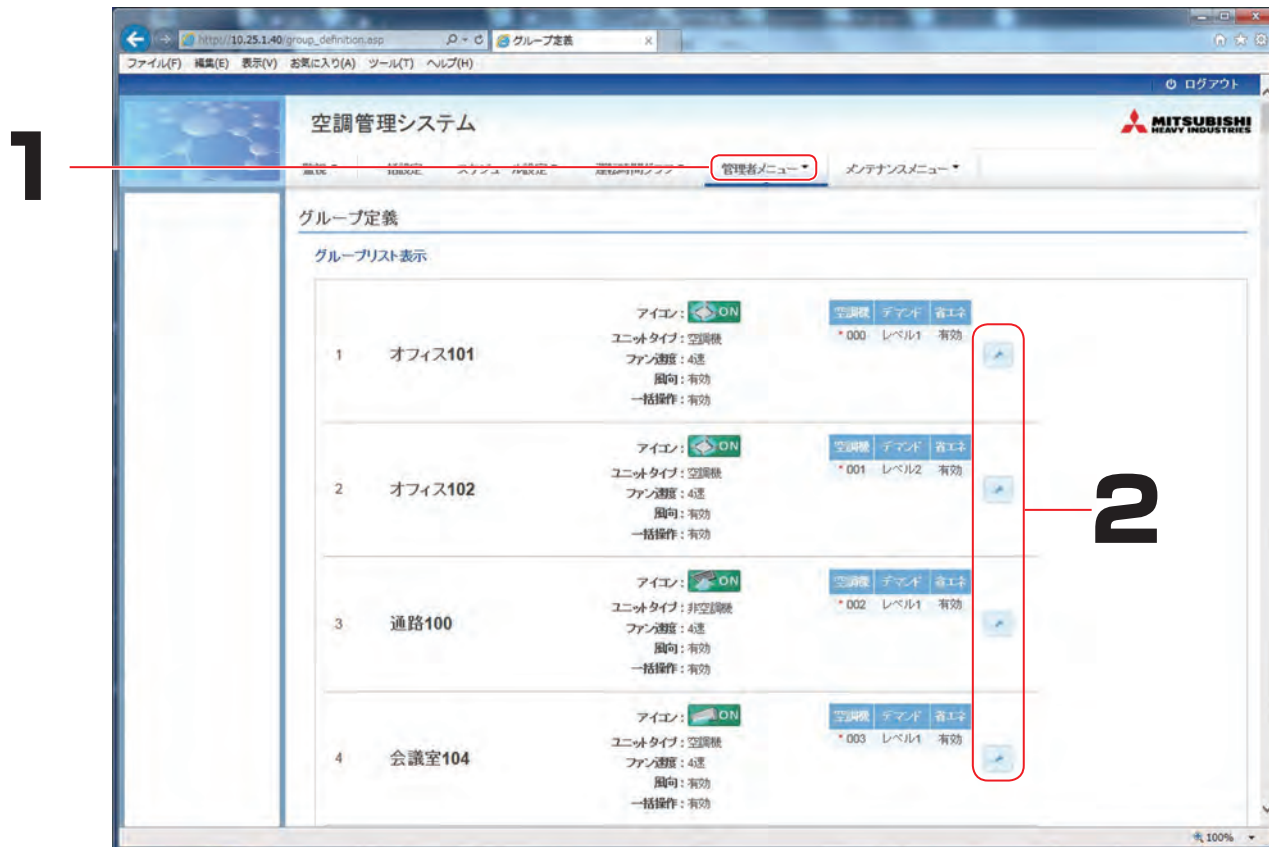 http://10.25.1.40/group_definition.asp
グループ定義
ファイル(F) 編集(E) 表示(V) お気に入り(A) ツール(T) ヘルプ(H)
ログアウト
空調管理システム
MITSUBISHI
HEAVY INDUSTRIES
1
管理者メニュー▼
メンテナンスメニュー▼
グループ定義
グループリスト表示
1
オフィス101
アイコン: ON
ユニットタイプ: 空調機
ファン速度: 4速
風向: 有効
一括操作: 有効
空調機 デマンド 省エネ
*000 レベル1 有効
2
オフィス102
アイコン: ON
ユニットタイプ: 空調機
ファン速度: 4速
風向: 有効
一括操作: 有効
空調機 デマンド 省エネ
*001 レベル2 有効
2
3
通路100
アイコン: ON
ユニットタイプ: 非空調機
ファン速度: 4速
風向: 有効
一括操作: 有効
空調機 デマンド 省エネ
*002 レベル1 有効
4
会議室104
アイコン: ON
ユニットタイプ: 空調機
ファン速度: 4速
風向: 有効
一括操作: 有効
空調機 デマンド 省エネ
*003 レベル1 有効
100%